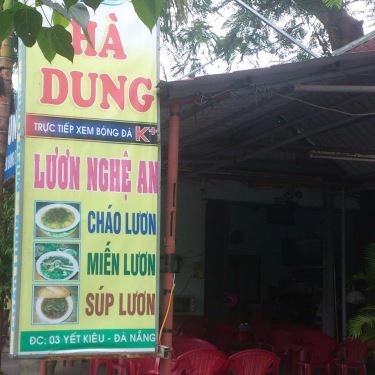 HÀ
DUNG
TRỰC TIẾP XEM BÓNG ĐÁ K+
LƯƠN NGHỆ AN
CHÁO LƯƠN
MIẾN LƯƠN
SÚP LƯƠN
ĐC: 03 YẾT KIÊU - ĐÀ NẴNG